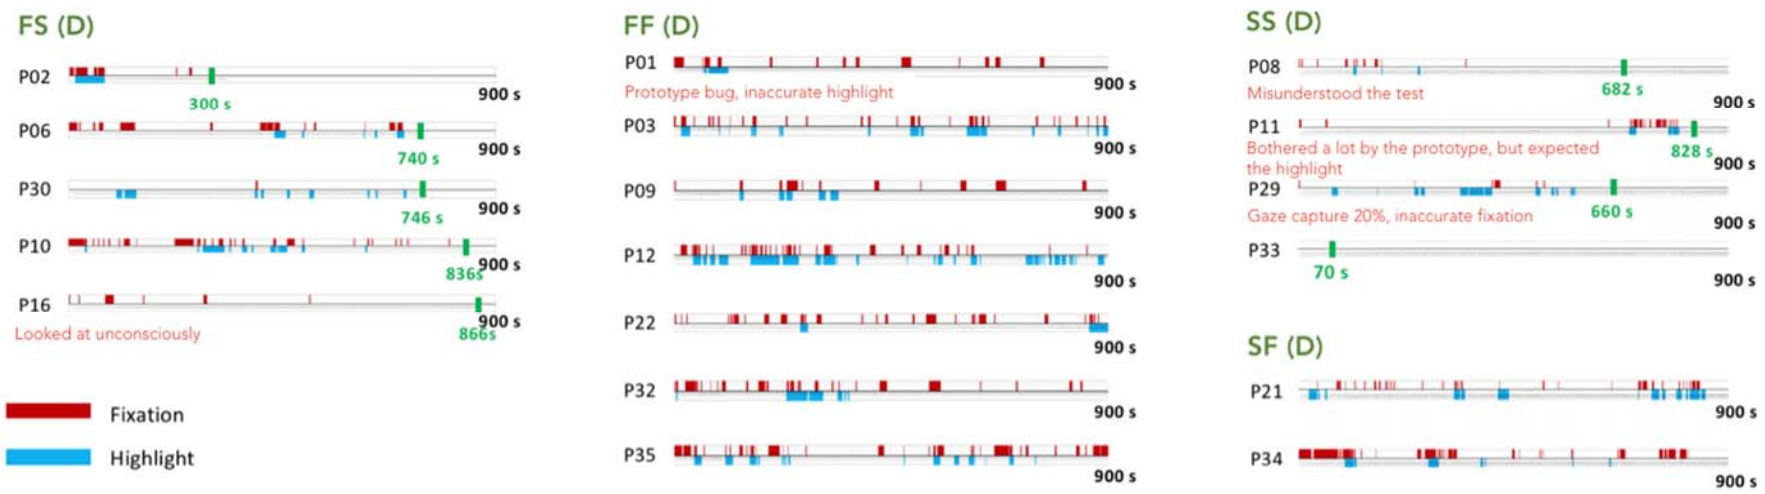 FS (D)
P02
900 s
300 s
P06
900 s
740 s
P30
900 s
746 s
P10
900 s
836s
P16
900 s
Looked at unconsciously
866s
Fixation
Highlight
FF (D)
P01
900 s
Prototype bug, inaccurate highlight
P03
900 s
P09
900 s
P12
900 s
P22
900 s
P32
900 s
P35
900 s
SS (D)
P08
682 s
Misunderstood the test
900 s
P11
Bothered a lot by the prototype, but expected
the highlight
828 s
900 s
P29
Gaze capture 20%, inaccurate fixation
660 s
900 s
P33
70 s
900 s
SF (D)
P21
900 s
P34
900 s